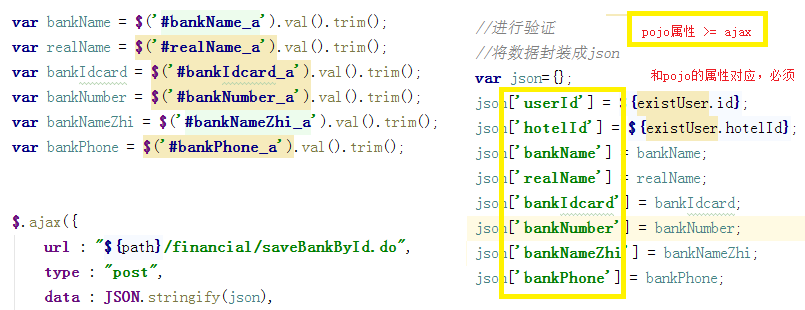 var bankName = $('#bankName_a').val().trim();
var realName = $('#realName_a').val().trim();
var bankIdcard = $('#bankIdcard_a').val().trim();
var bankNumber = $('#bankNumber_a').val().trim();
var bankNameZhi = $('#bankNameZhi_a').val().trim();
var bankPhone = $('#bankPhone_a').val().trim();
$.ajax({
url : "${path}/financial/saveBankById.do",
type : "post",
data : JSON.stringify(json),
//进行验证
pojo属性 >= ajax
//将数据封装成json
var json={};
和pojo的属性对应，必须
json['userId'] = ${existUser.id};
json['hotelId'] = ${existUser.hotelId};
json['bankName'] = bankName;
json['realName'] = realName;
json['bankIdcard'] = bankIdcard;
json['bankNumber'] = bankNumber;
json['bankNameZhi'] = bankNameZhi;
json['bankPhone'] = bankPhone;